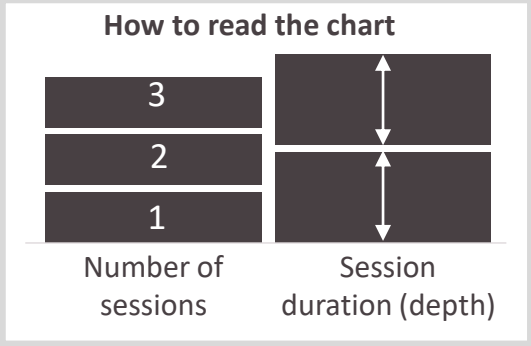 How to read the chart
3
2
1
Number of
sessions
Session
duration (depth)